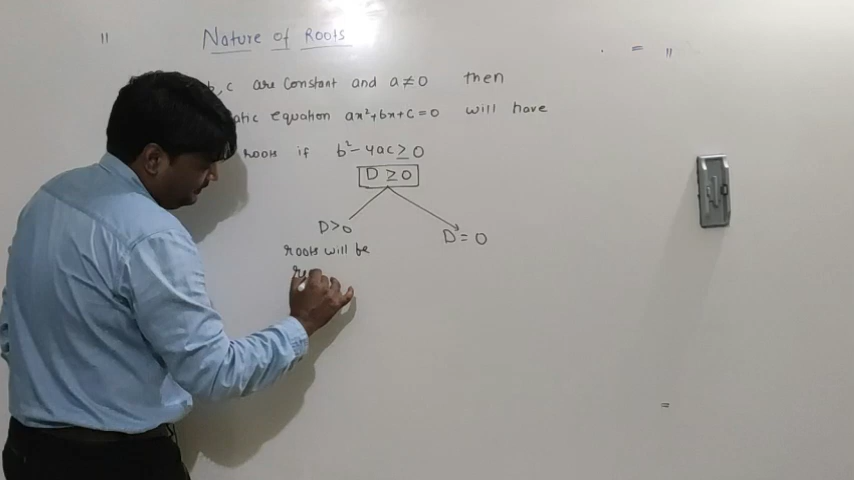 Nature of Roots
b, c are constant and a ≠ 0 then
equation ax²+bx+c=0 will have
roots if b²-4ac ≥ 0
D ≥ 0
D>0
D = 0
roots will be